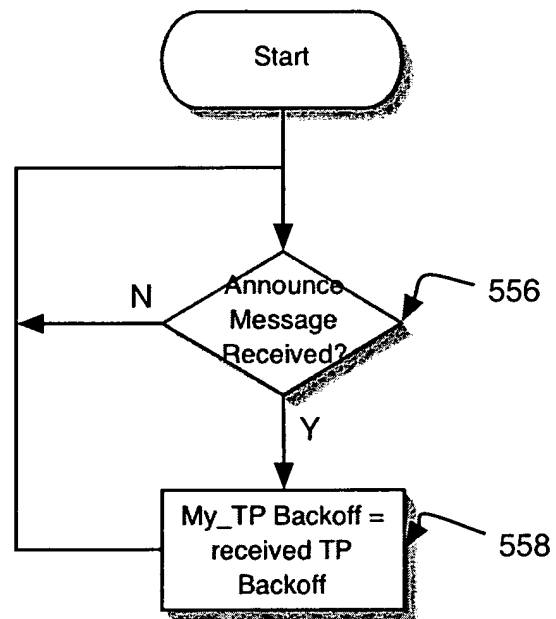 Start
Announce
Message
Received?
N
556
Y
My_TP Backoff =
received TP
Backoff
558